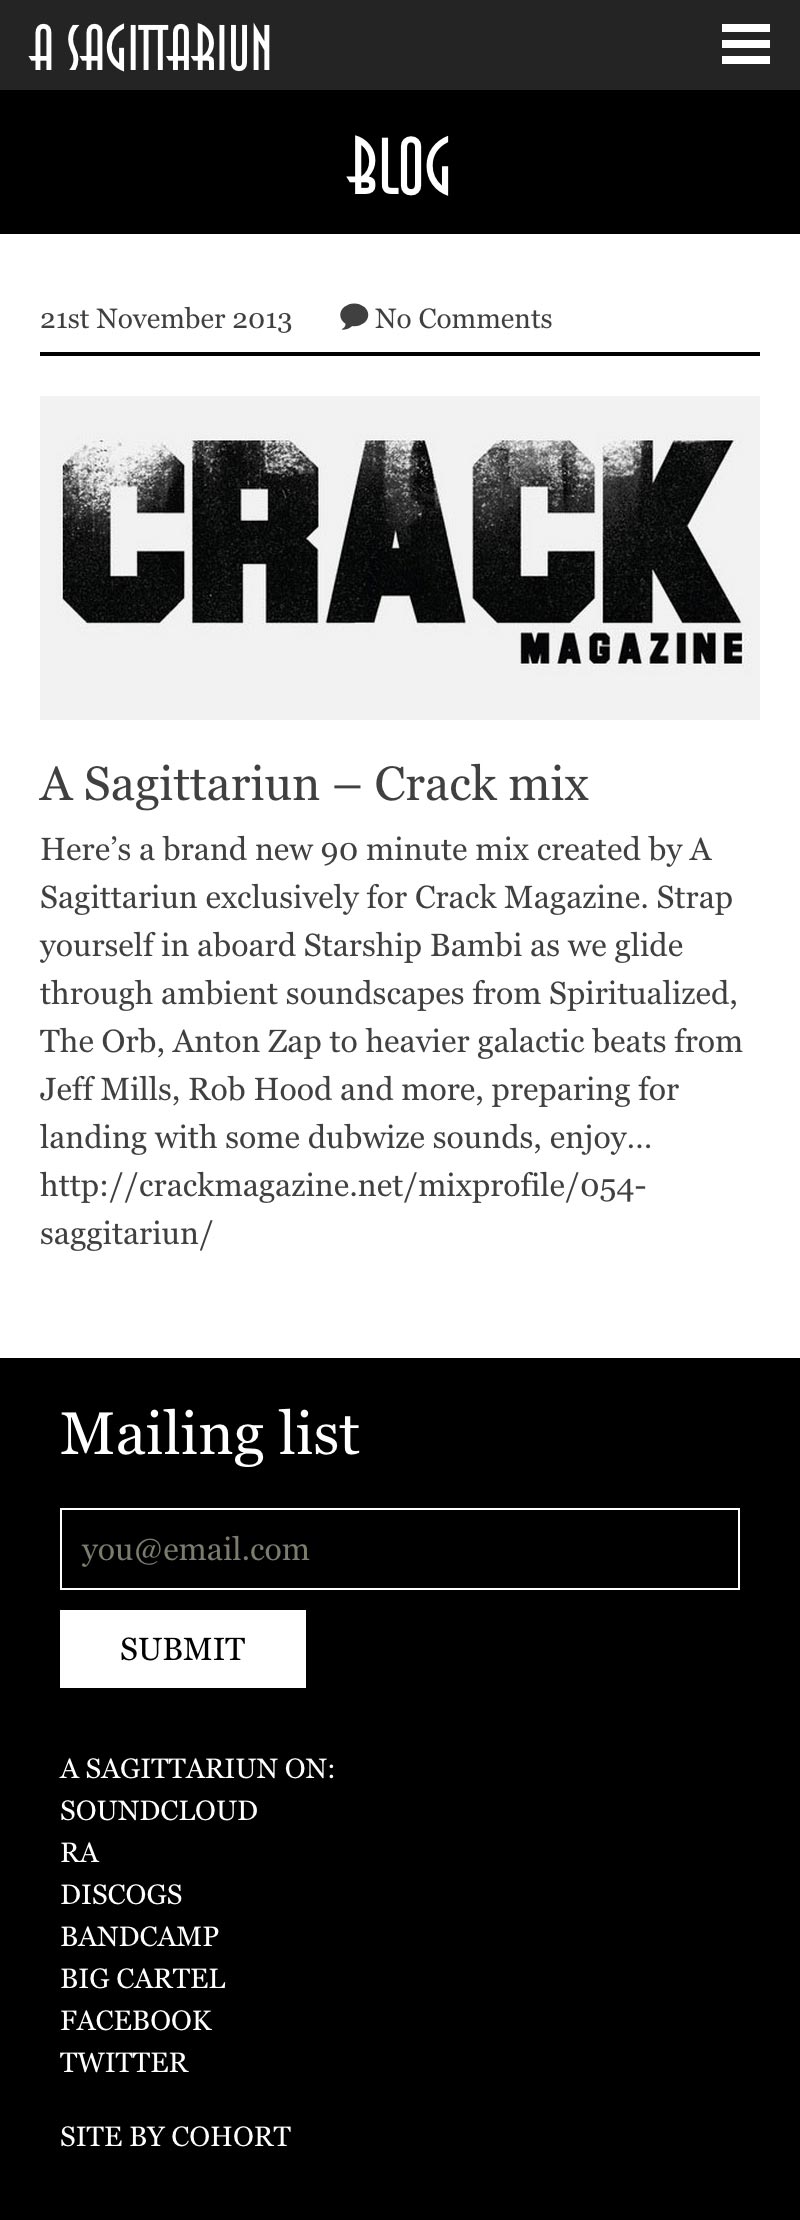 A SAGITTARIUN
BLOG
21st November 2013 No Comments
CRACK
MAGAZINE
A Sagittariun – Crack mix
Here’s a brand new 90 minute mix created by A
Sagittariun exclusively for Crack Magazine. Strap
yourself in aboard Starship Bambi as we glide
through ambient soundscapes from Spiritualized,
The Orb, Anton Zap to heavier galactic beats from
Jeff Mills, Rob Hood and more, preparing for
landing with some dubwize sounds, enjoy…
http://crackmagazine.net/mixprofile/054-
saggitariun/
Mailing list
you@email.com
SUBMIT
A SAGITTARIUN ON:
SOUNDCLOUD
RA
DISCOGS
BANDCAMP
BIG CARTEL
FACEBOOK
TWITTER
SITE BY COHORT